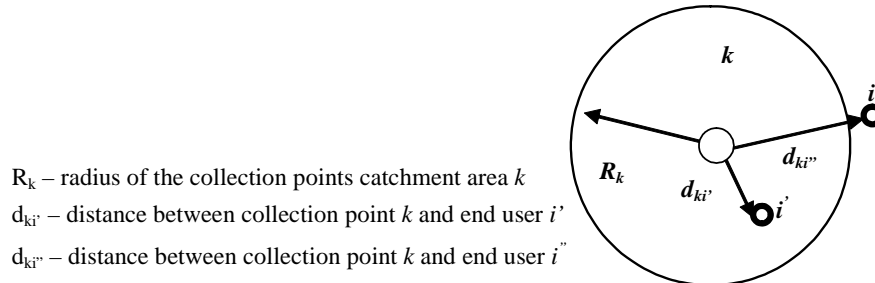 k
i
d_ki”
R_k
d_ki’
i’
R_k – radius of the collection points catchment area k
d_ki’ – distance between collection point k and end user i’
d_ki” – distance between collection point k and end user i”